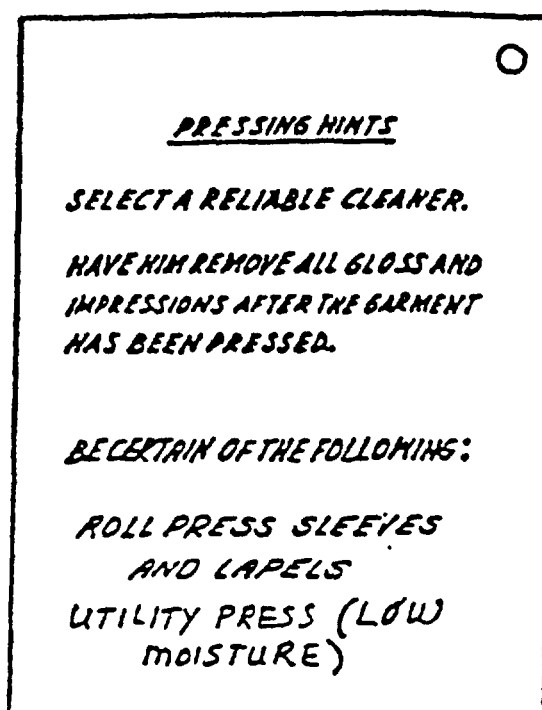 PRESSING HINTS
SELECT A RELIABLE CLEANER.
HAVE HIM REMOVE ALL GLOSS AND
IMPRESSIONS AFTER THE GARMENT
HAS BEEN PRESSED.
BE CERTAIN OF THE FOLLOWING:
ROLL PRESS SLEEVES
AND LAPELS
UTILITY PRESS (LOW
MOISTURE)